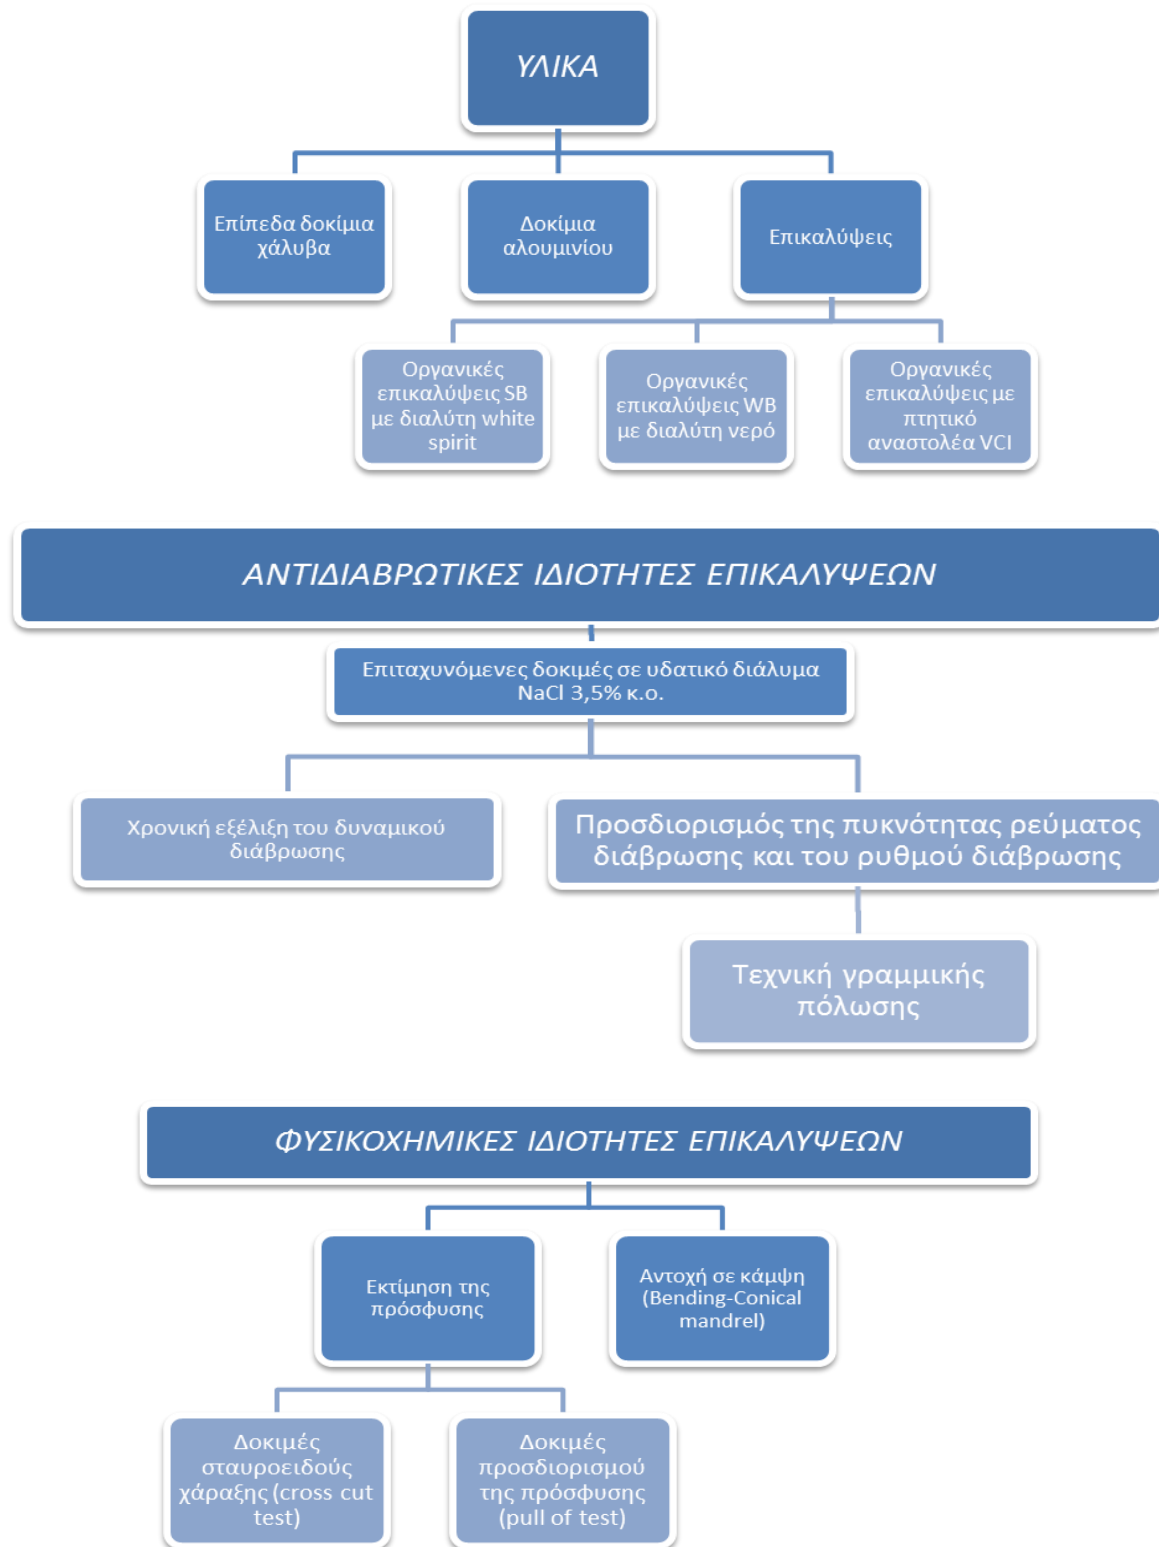 ΥΛΙΚΑ
Επίπεδα δοκίμια
χάλυβα
Δοκίμια
αλουμινίου
Επικαλύψεις
Οργανικές
επικαλύψεις SB
με διαλύτη white
spirit
Οργανικές
επικαλύψεις WB
με διαλύτη νερό
Οργανικές
επικαλύψεις με
πτητικό
αναστολέα VCI
ΑΝΤΙΔΙΑΒΡΩΤΙΚΕΣ ΙΔΙΟΤΗΤΕΣ ΕΠΙΚΑΛΥΨΕΩΝ
Επιταχυνόμενες δοκιμές σε υδατικό διάλυμα
NaCl 3,5% κ.ο.
Χρονική εξέλιξη του δυναμικού
διάβρωσης
Προσδιορισμός της πυκνότητας ρεύματος
διάβρωσης και του ρυθμού διάβρωσης
Τεχνική γραμμικής
πόλωσης
ΦΥΣΙΚΟΧΗΜΙΚΕΣ ΙΔΙΟΤΗΤΕΣ ΕΠΙΚΑΛΥΨΕΩΝ
Εκτίμηση της
πρόσφυσης
Αντοχή σε κάμψη
(Bending-Conical
mandrel)
Δοκιμές
σταυροειδούς
χάραξης (cross cut
test)
Δοκιμές
προσδιορισμού
της πρόσφυσης
(pull of test)